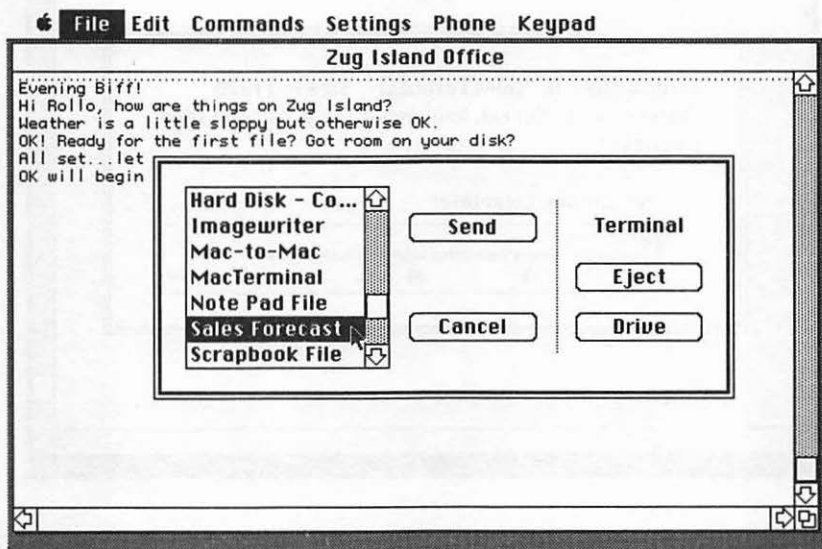 File Edit Commands Settings Phone Keypad
Zug Island Office
Evening Biff!
Hi Rollo, how are things on Zug Island?
Weather is a little sloppy but otherwise OK.
OK! Ready for the first file? Got room on your disk?
All set...let
OK will begin
Hard Disk - Co...
Imagewriter
Mac-to-Mac
MacTerminal
Note Pad File
Sales Forecast
Scrapbook File
Send
Cancel
Terminal
Eject
Drive